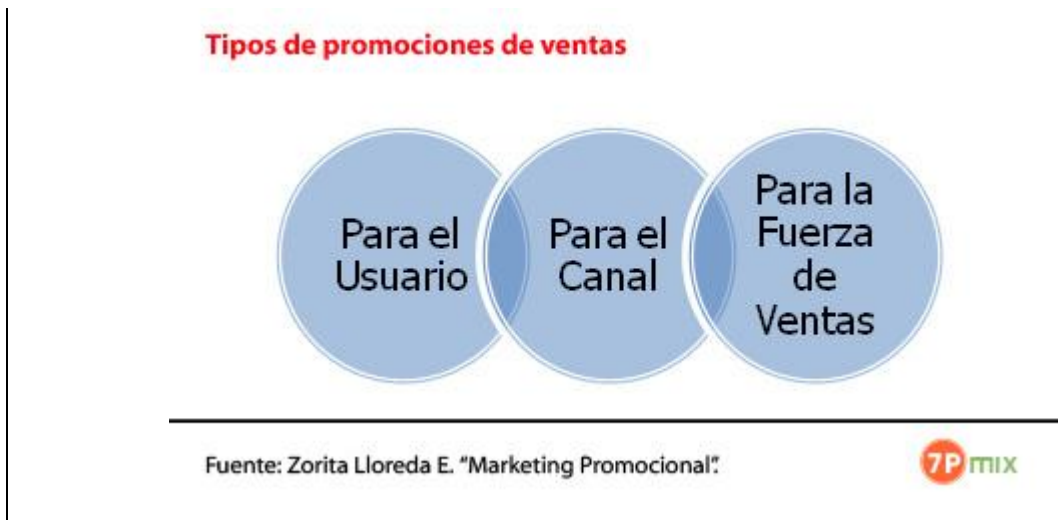 Tipos de promociones de ventas
Para el
Usuario
Para el
Canal
Para la
Fuerza
de
Ventas
Fuente: Zorita Lloreda E. “Marketing Promocional”.
7P mix